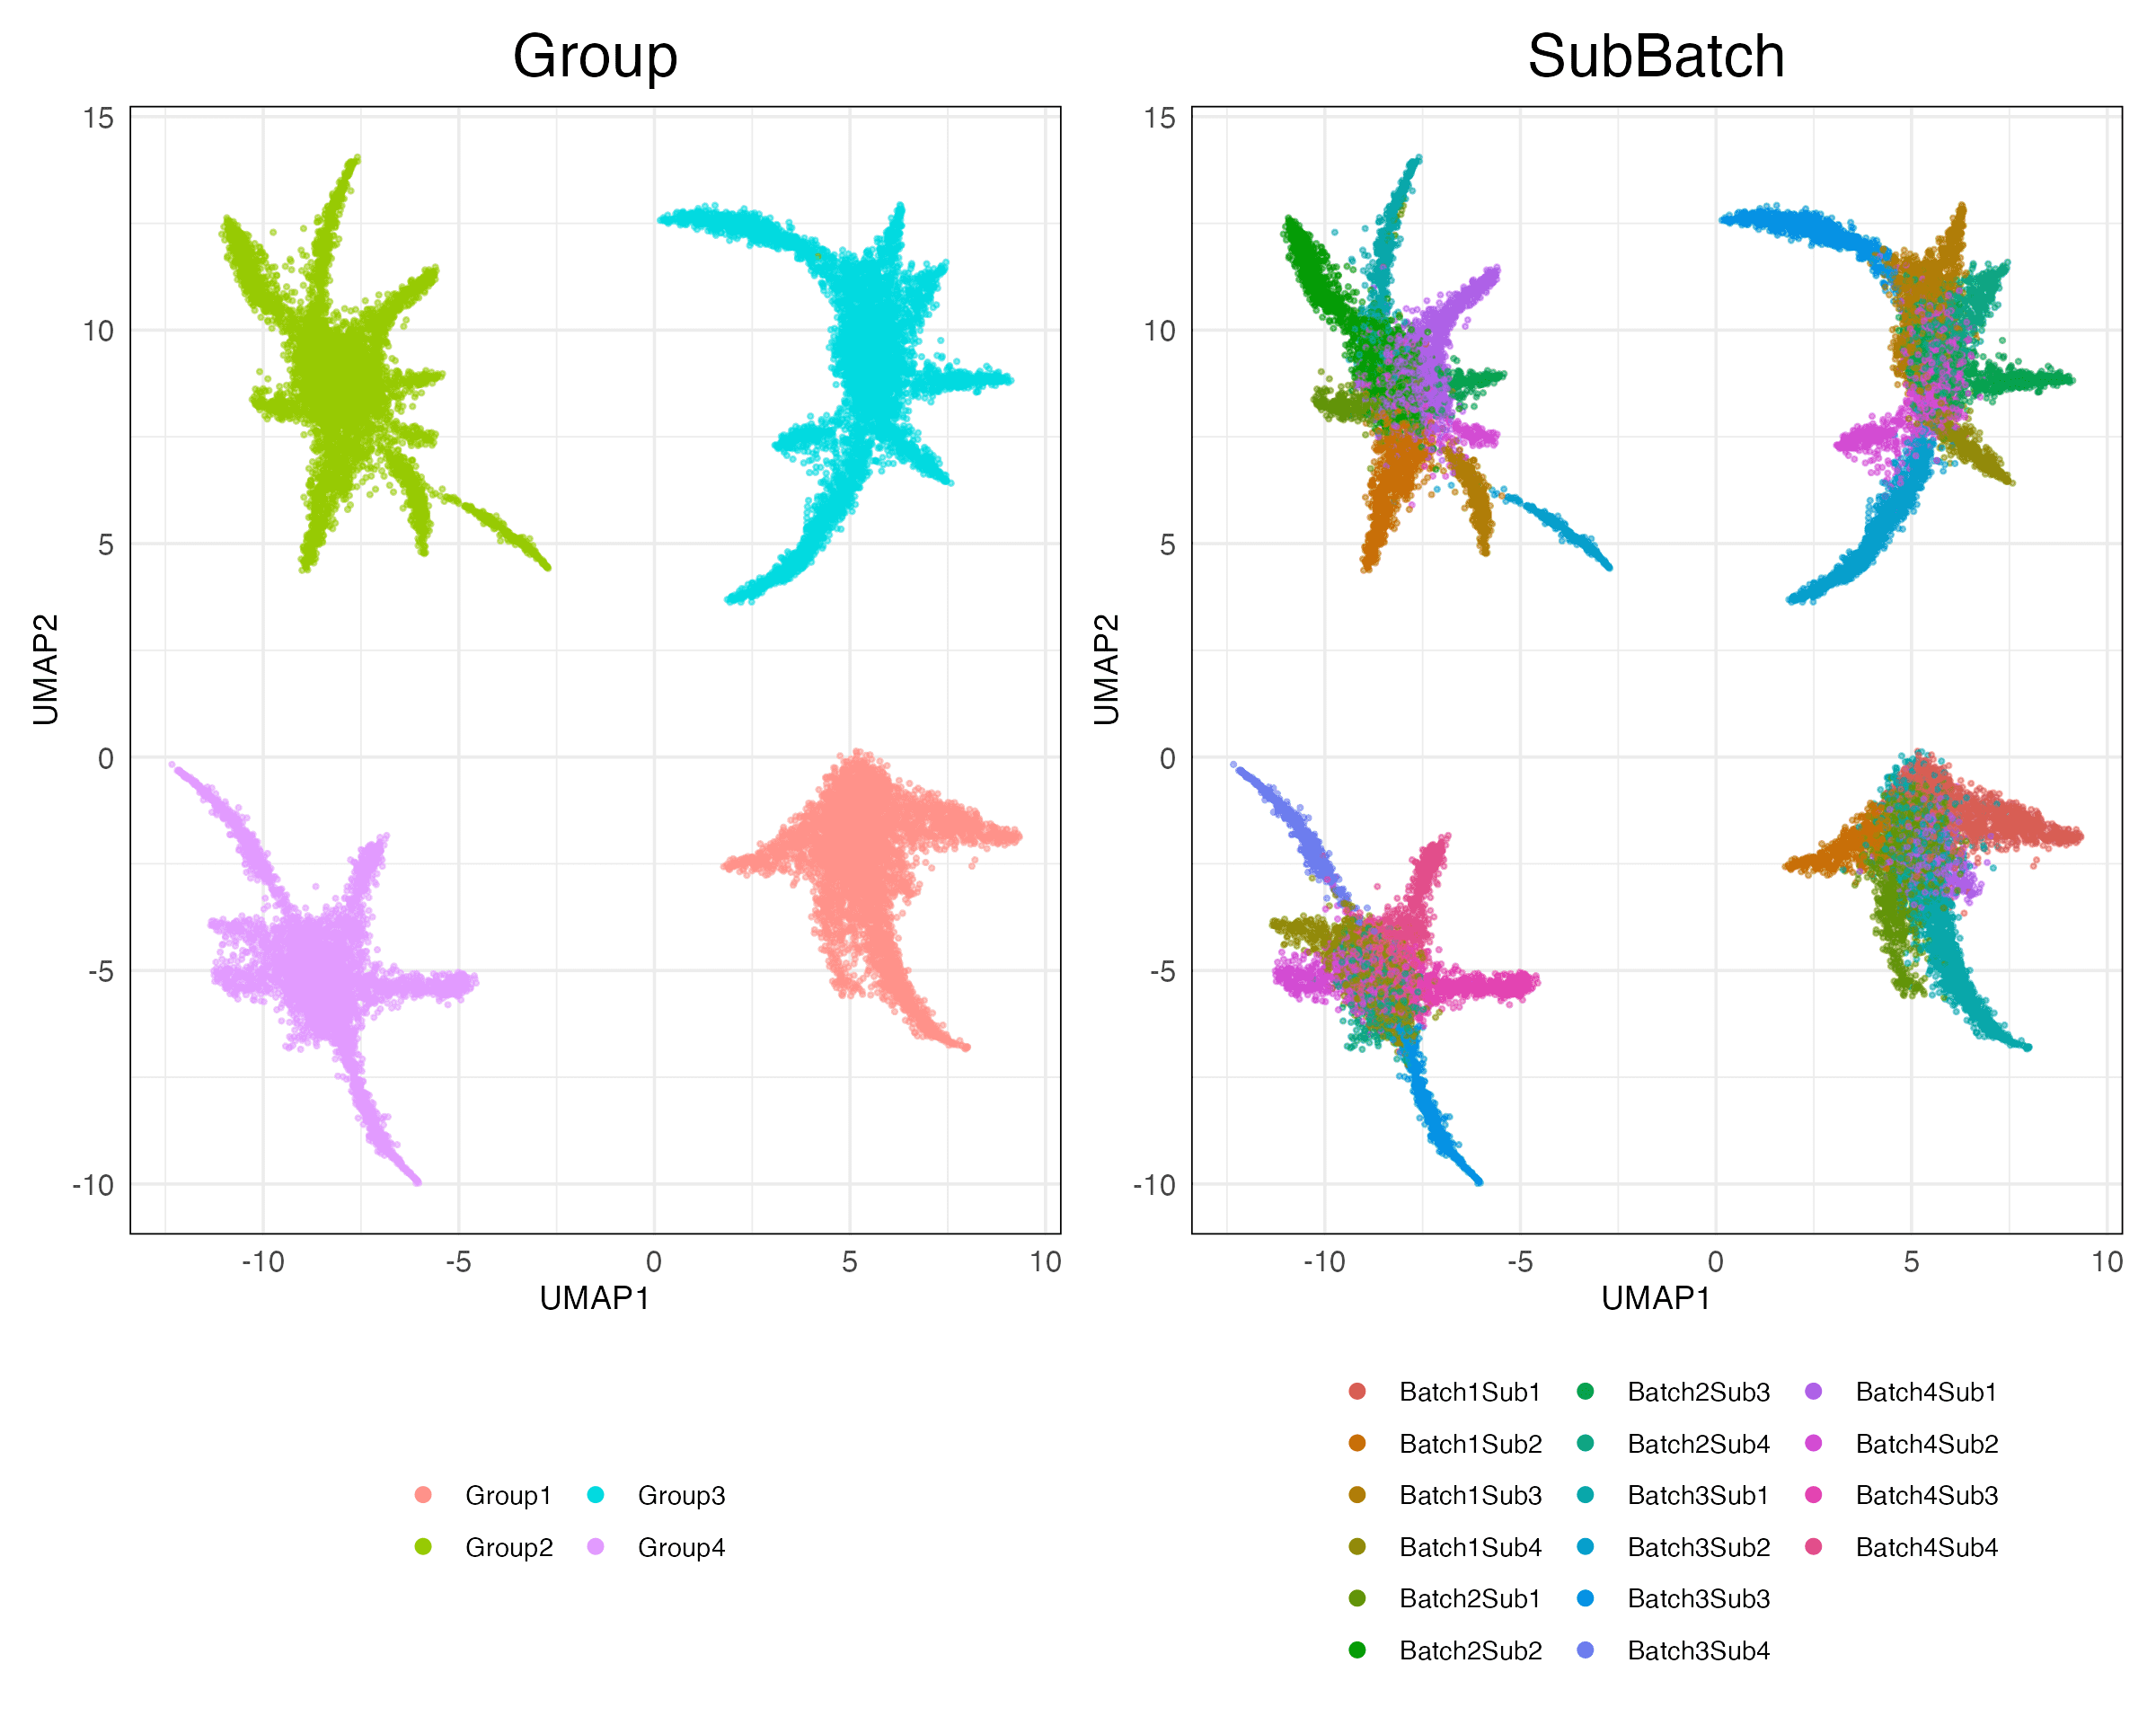 Group
SubBatch
15
10
5
0
-5
-10
UMAP2
-10
-5
0
5
10
UMAP1
15
10
5
0
-5
-10
UMAP2
-10
-5
0
5
10
UMAP1
Group1
Group3
Group2
Group4
Batch1Sub1
Batch2Sub3
Batch4Sub1
Batch1Sub2
Batch2Sub4
Batch4Sub2
Batch1Sub3
Batch3Sub1
Batch4Sub3
Batch1Sub4
Batch3Sub2
Batch4Sub4
Batch2Sub1
Batch3Sub3
Batch2Sub2
Batch3Sub4